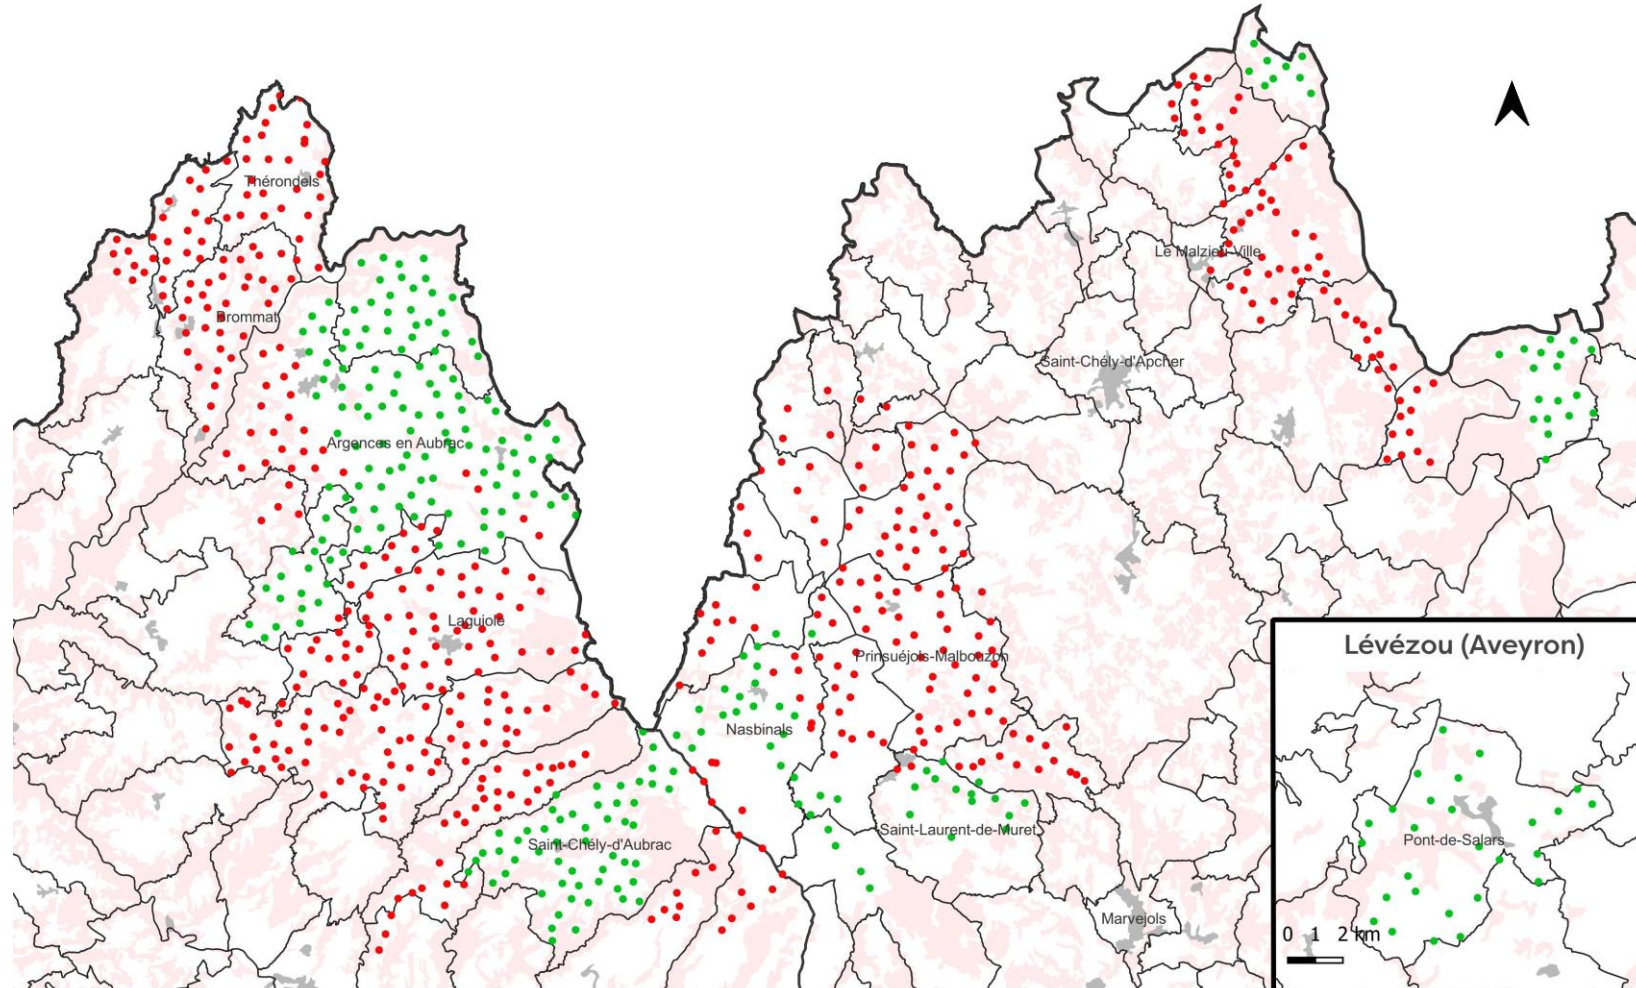 Thérondels
Brommat
Le Malzieu-Ville
Saint-Chély-d'Apcher
Argences en Aubrac
Laguiole
Prinsuéjols-Malbouzon
Nasbinals
Saint-Chély-d'Aubrac
Saint-Laurent-de-Muret
Marvejols
Lévézou (Aveyron)
Pont-de-Salars
0 1 2 km